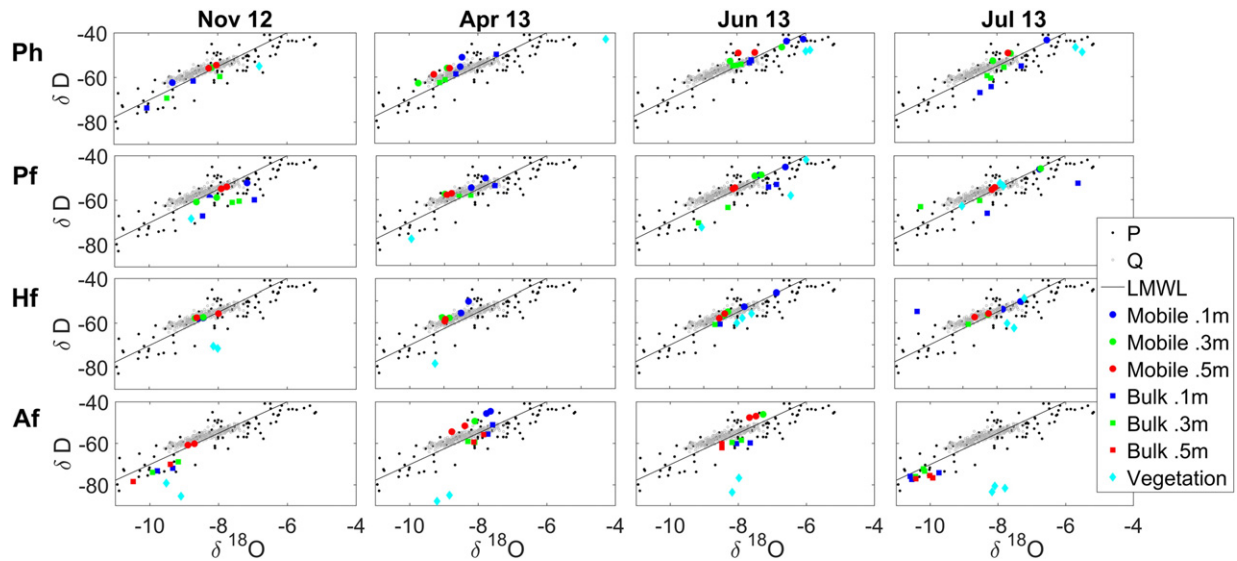 Nov 12 Apr 13 Jun 13 Jul 13
Ph
-40
-60
-80
δ D
Pf
-40
-60
-80
δ D
Hf
-40
-60
-80
δ D
Af
-40
-60
-80
δ D
-10 -8 -6 -4 -10 -8 -6 -4 -10 -8 -6 -4 -10 -8 -6 -4
δ 18O δ 18O δ 18O δ 18O
P
Q
LMWL
Mobile .1m
Mobile .3m
Mobile .5m
Bulk .1m
Bulk .3m
Bulk .5m
Vegetation